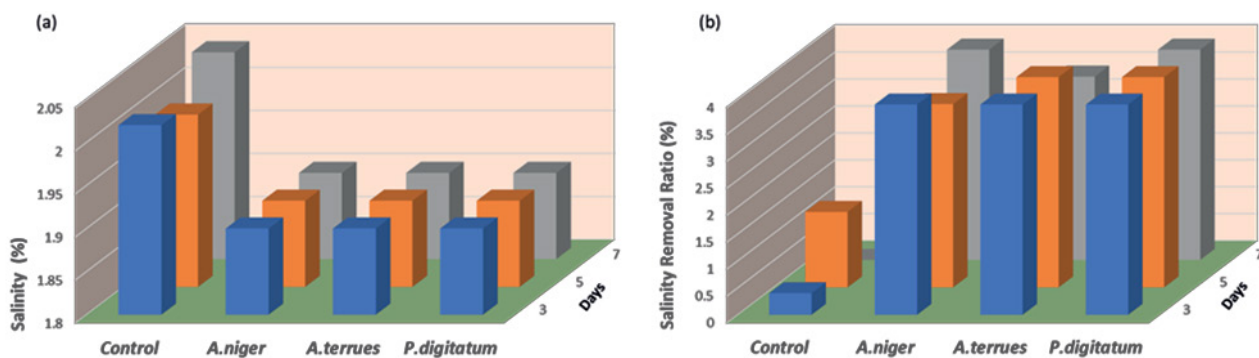 (a)
2.05
2
1.95
1.9
1.85
1.8
Salinity (%)
Control
A.niger
A.terrues
P.digitatum
3
5
7
Days
(b)
4
3.5
3
2.5
2
1.5
1
0.5
0
Salinity Removal Ratio (%)
Control
A.niger
A.terrues
P.digitatum
3
5
7
Days